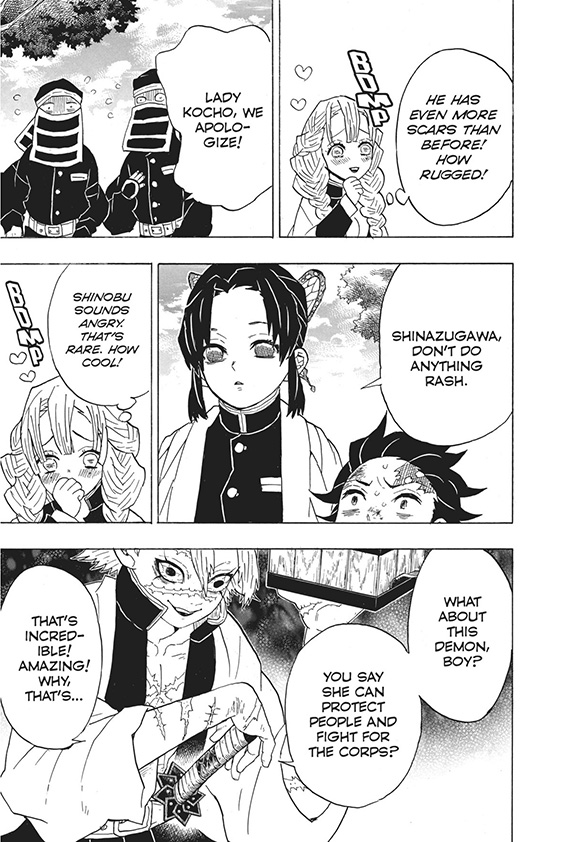 BOMP
HE HAS
EVEN MORE
SCARS THAN
BEFORE!
HOW
RUGGED!
LADY
KOCHO, WE
APOLO-
GIZE!
SHINAZUGAWA,
DON'T DO
ANYTHING
RASH.
SHINOBU
SOUNDS
ANGRY.
THAT'S
RARE. HOW
COOL!
BOMP
WHAT
ABOUT
THIS
DEMON,
BOY?
YOU SAY
SHE CAN
PROTECT
PEOPLE AND
FIGHT FOR
THE CORPS?
THAT'S
INCRED-
IBLE!
AMAZING!
WHY,
THAT'S...